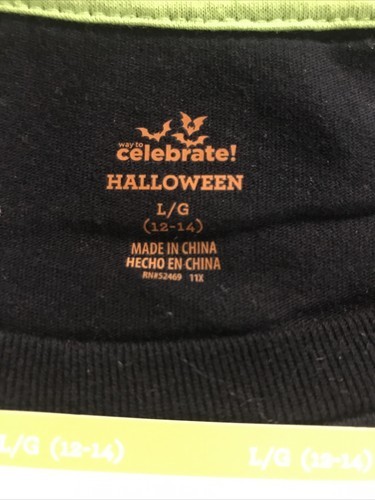 way to
celebrate!
HALLOWEEN
L/G
(12-14)
MADE IN CHINA
HECHO EN CHINA
RN#52469 11X
L/G (12-14) L/G (12-14)